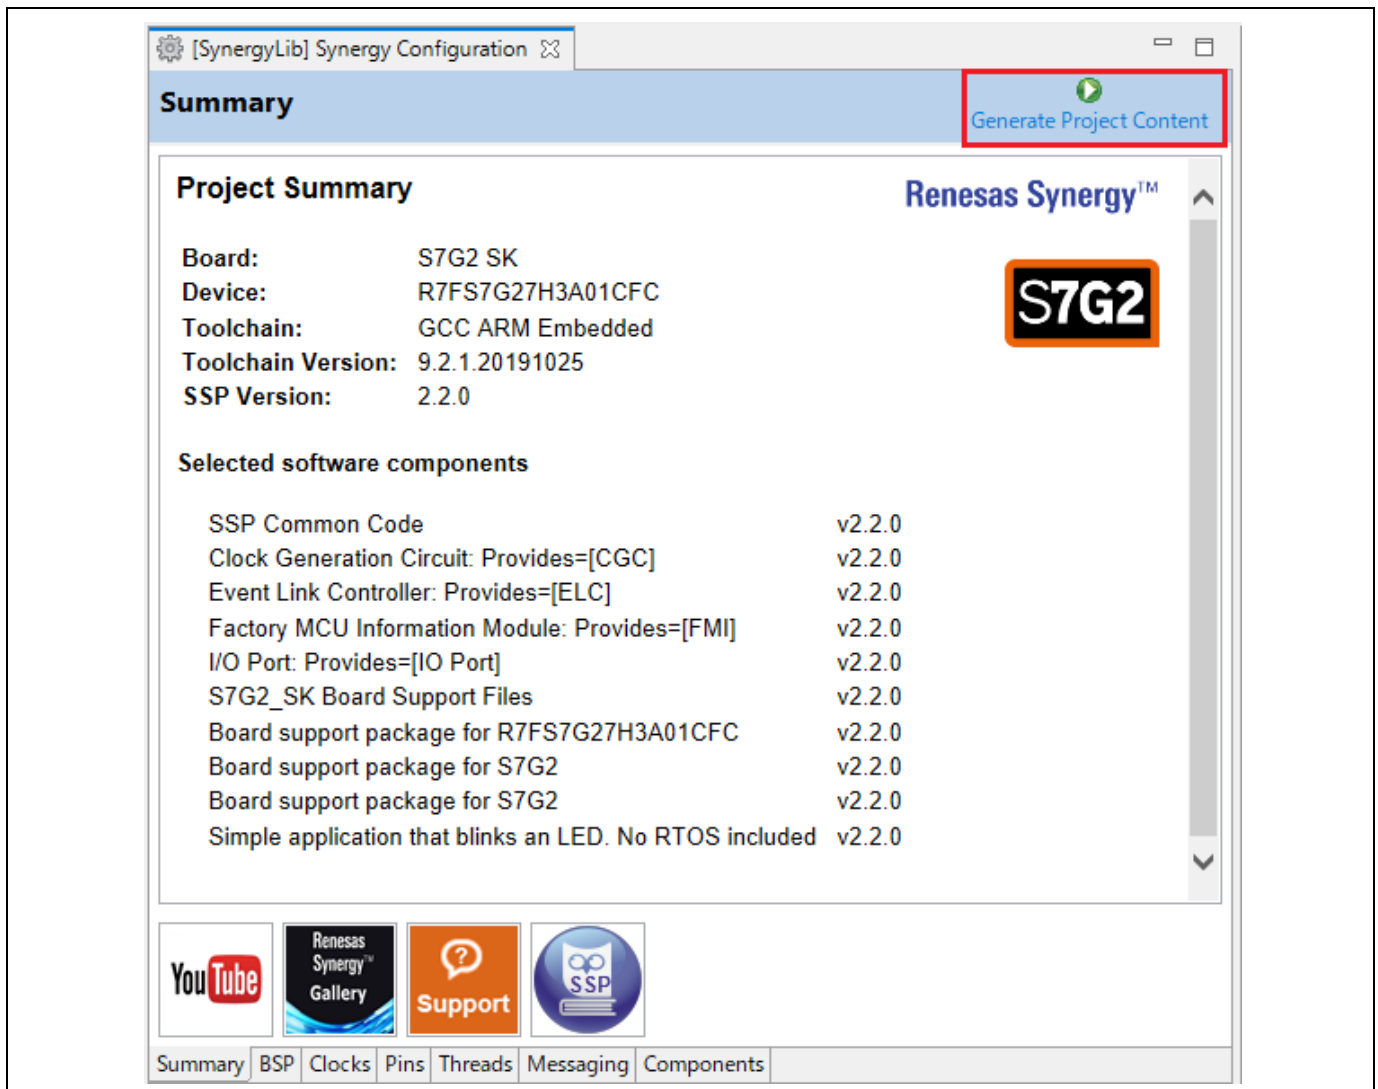 [SynergyLib] Synergy Configuration
Summary
Generate Project Content
Project Summary
Renesas Synergy™
Board: S7G2 SK
Device: R7FS7G27H3A01CFC
S7G2
Toolchain: GCC ARM Embedded
Toolchain Version: 9.2.1.20191025
SSP Version: 2.2.0
Selected software components
SSP Common Code v2.2.0
Clock Generation Circuit: Provides=[CGC] v2.2.0
Event Link Controller: Provides=[ELC] v2.2.0
Factory MCU Information Module: Provides=[FMI] v2.2.0
I/O Port: Provides=[IO Port] v2.2.0
S7G2_SK Board Support Files v2.2.0
Board support package for R7FS7G27H3A01CFC v2.2.0
Board support package for S7G2 v2.2.0
Board support package for S7G2 v2.2.0
Simple application that blinks an LED. No RTOS included v2.2.0
YouTube
Renesas
Synergy™
Gallery
?
Support
SSP
Summary BSP Clocks Pins Threads Messaging Components